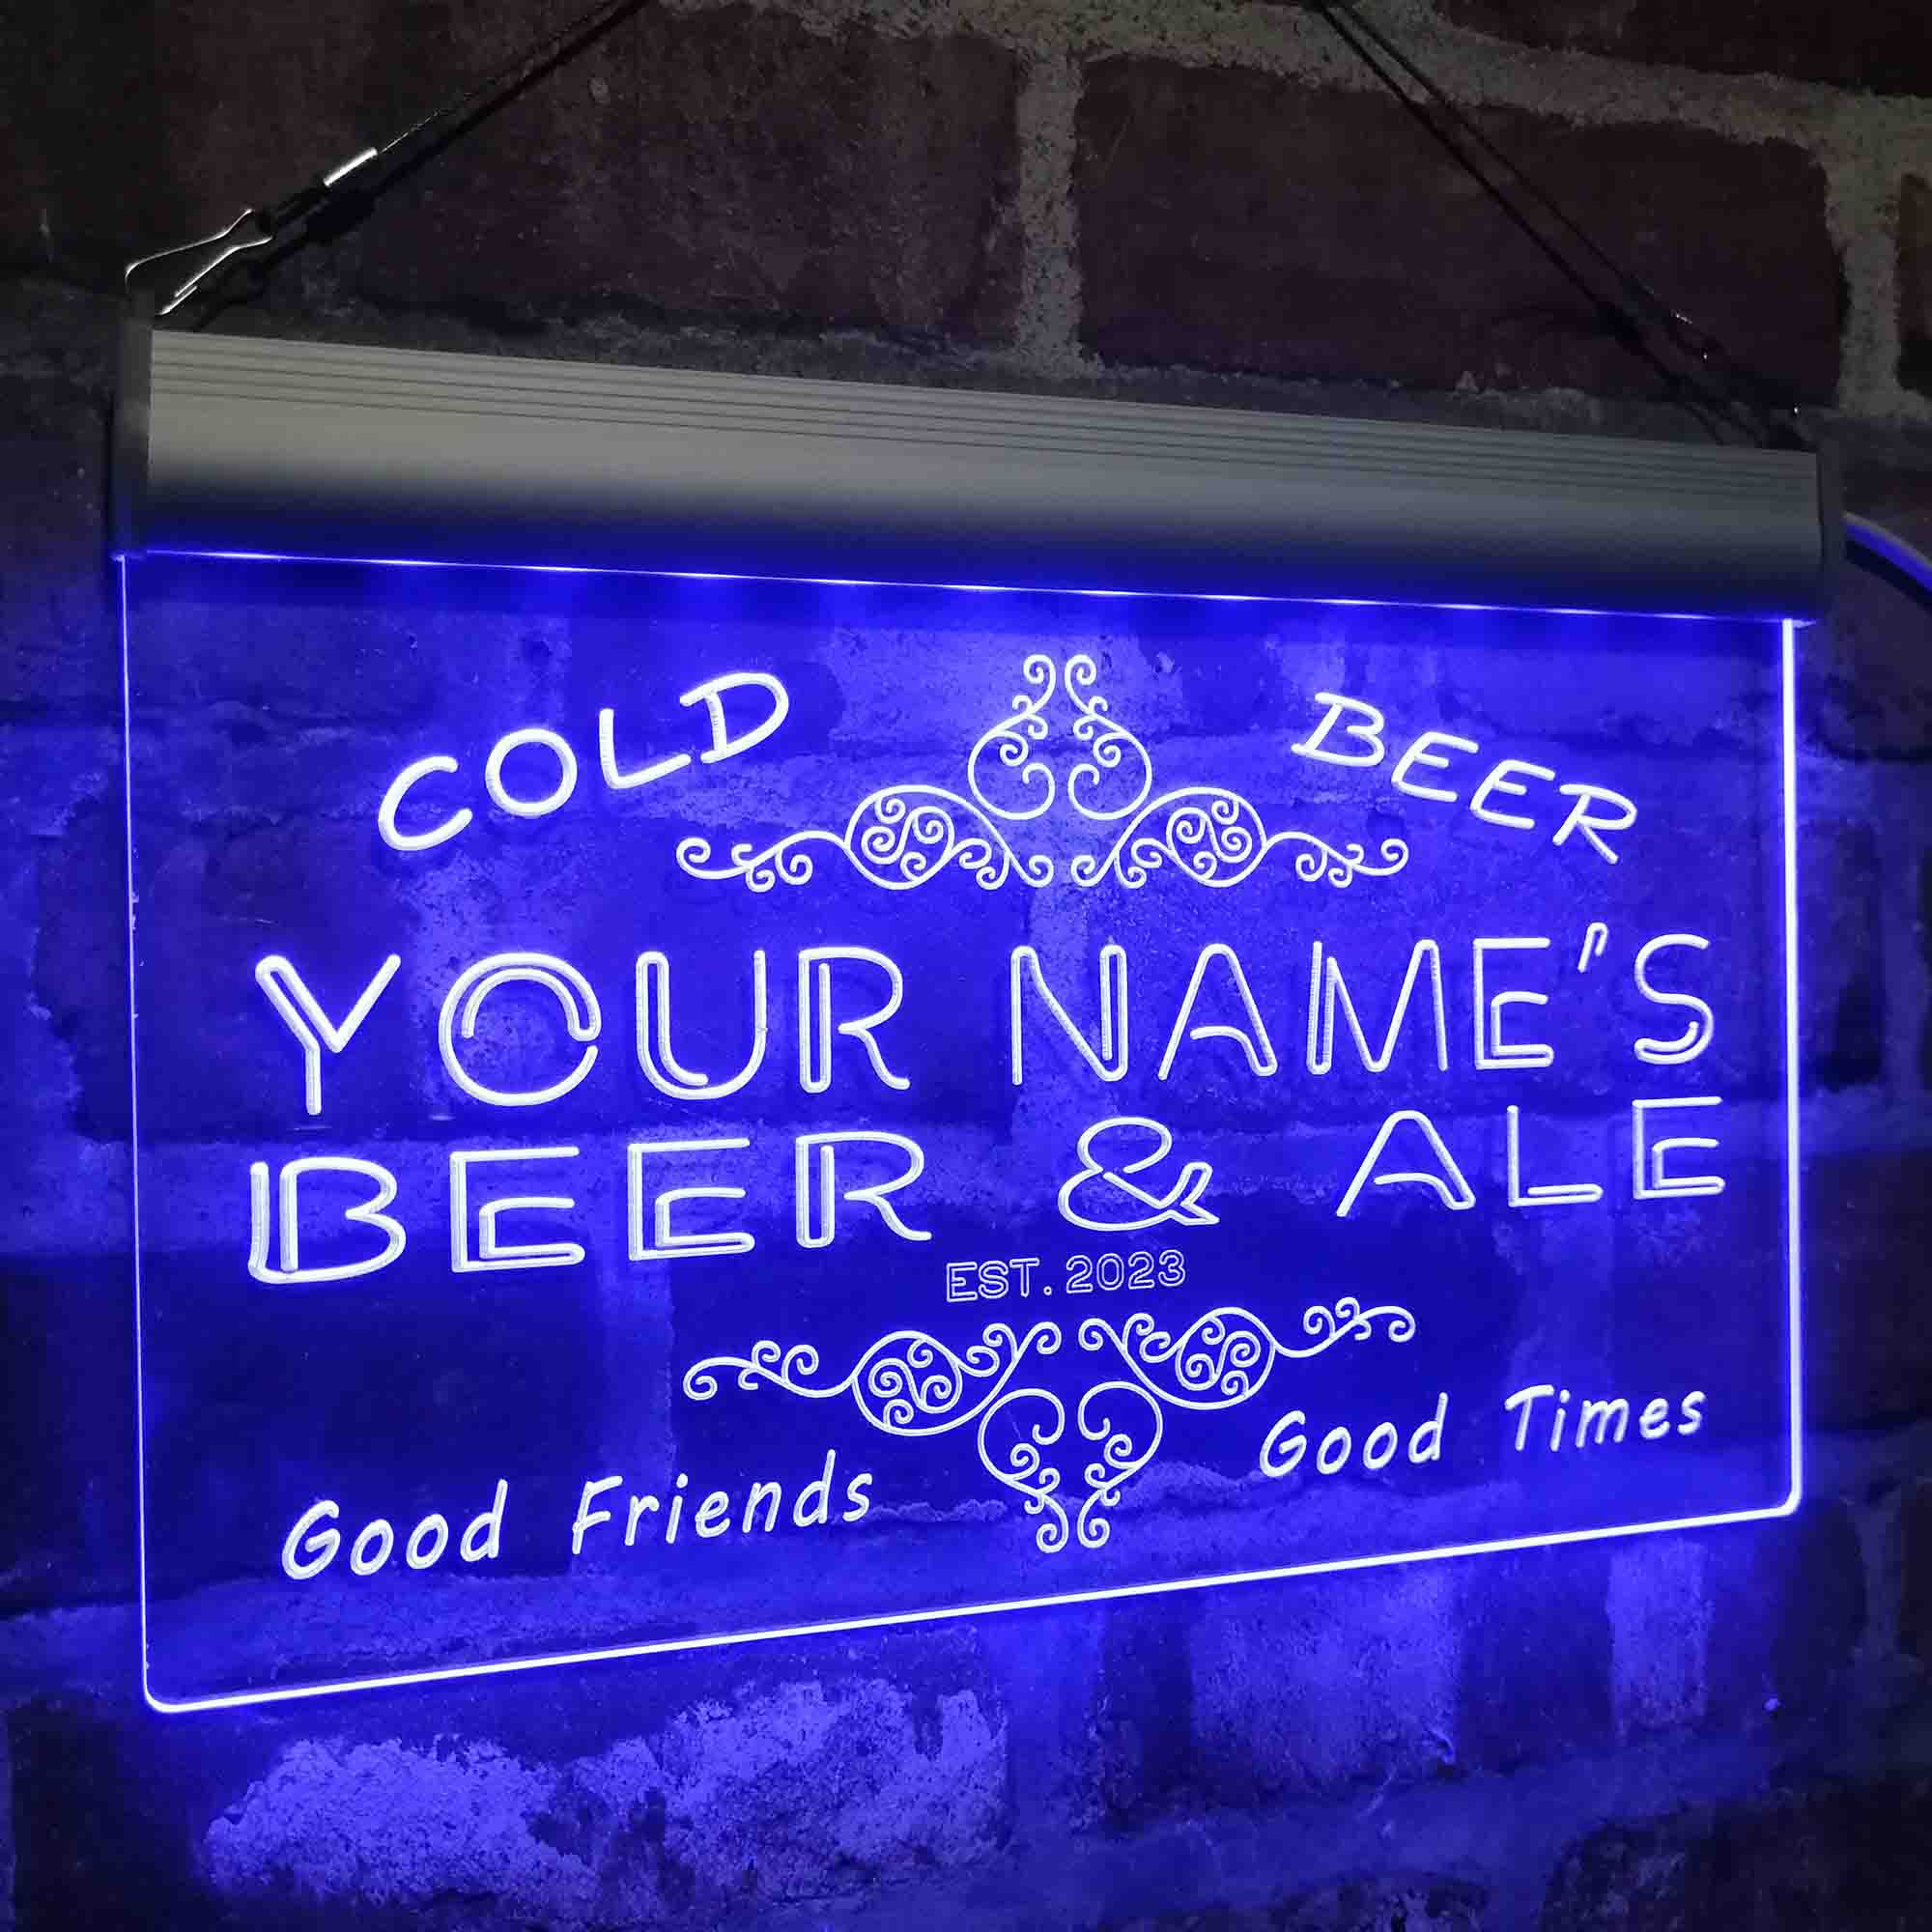 COLD BEER
YOUR NAME'S
BEER & ALE
EST. 2023
Good Friends Good Times